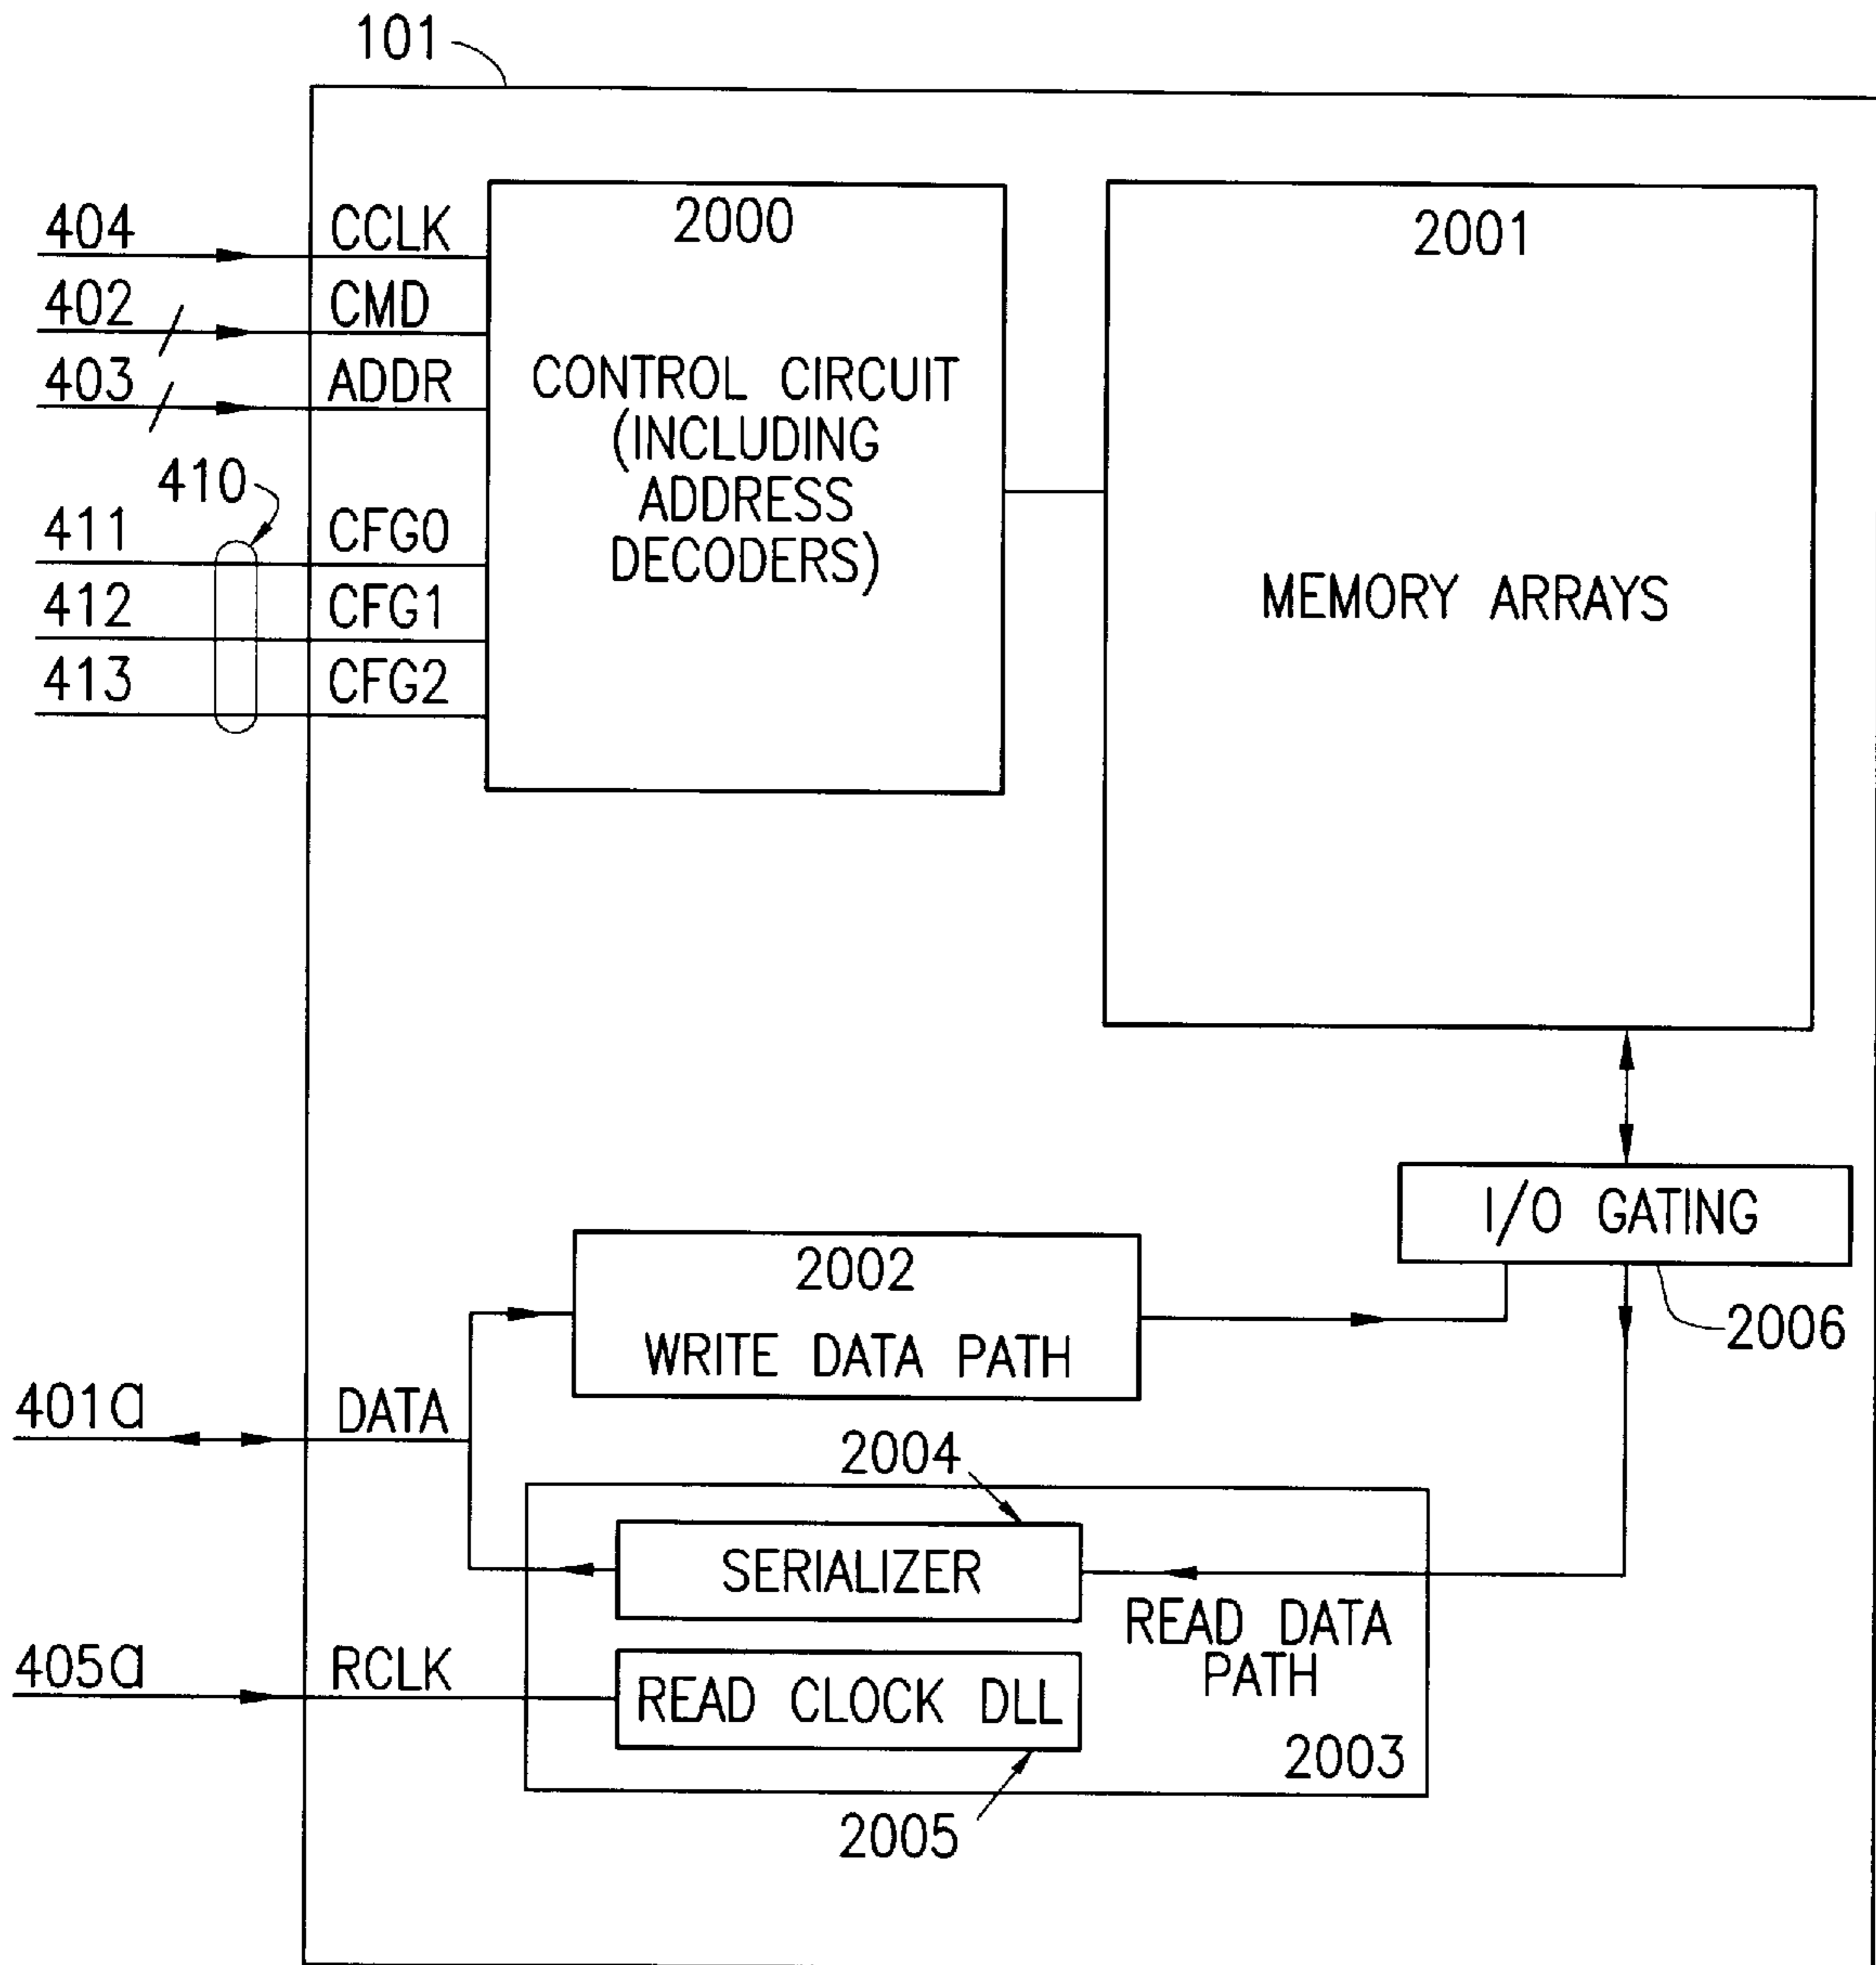 101
404
CCLK
402
CMD
403
ADDR
410
411
CFG0
412
CFG1
413
CFG2
2000
CONTROL CIRCUIT
(INCLUDING
ADDRESS
DECODERS)
2001
MEMORY ARRAYS
I/O GATING
2006
2002
WRITE DATA PATH
401a
DATA
2004
SERIALIZER
READ DATA
PATH
405a
RCLK
READ CLOCK DLL
2003
2005